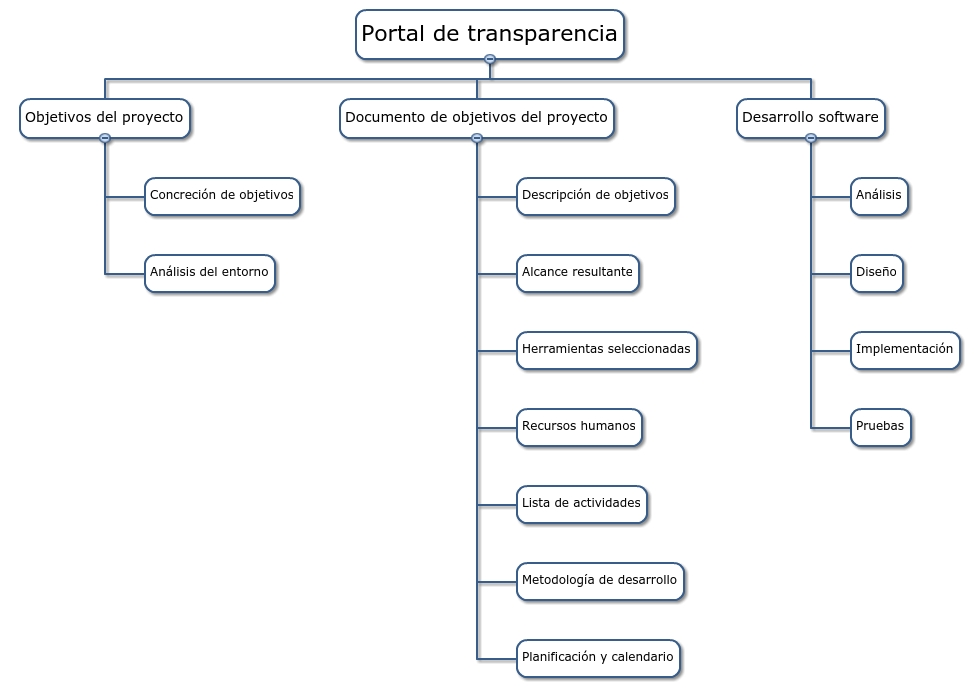 Portal de transparencia
Objetivos del proyecto
Concreción de objetivos
Análisis del entorno
Documento de objetivos del proyecto
Descripción de objetivos
Alcance resultante
Herramientas seleccionadas
Recursos humanos
Lista de actividades
Metodología de desarrollo
Planificación y calendario
Desarrollo software
Análisis
Diseño
Implementación
Pruebas